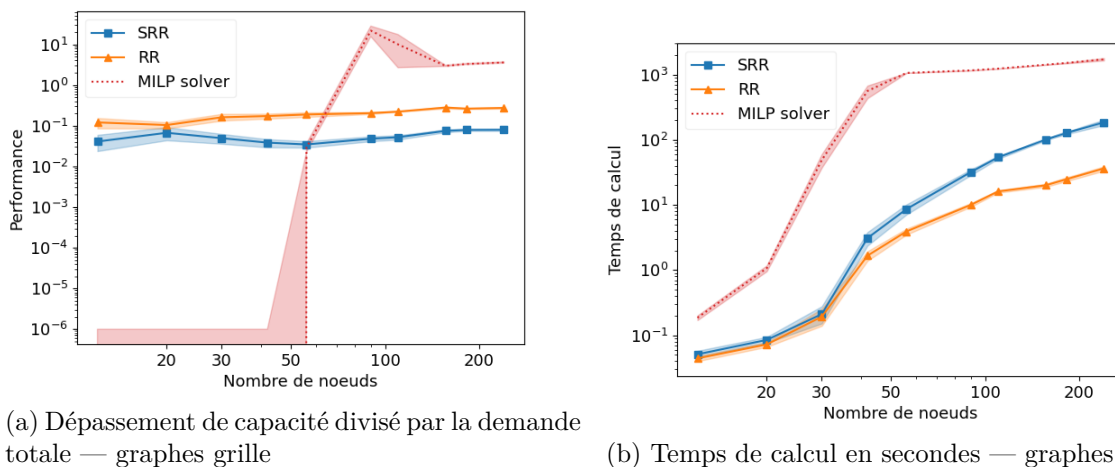 SRR
RR
MILP solver
10^1
10^0
10^-1
10^-2
10^-3
10^-4
10^-5
10^-6
Performance
20 30 50 100 200
Nombre de noeuds
(a) Dépassement de capacité divisé par la demande
totale — graphes grille
SRR
RR
MILP solver
10^3
10^2
10^1
10^0
10^-1
Temps de calcul
20 30 50 100 200
Nombre de noeuds
(b) Temps de calcul en secondes — graphes